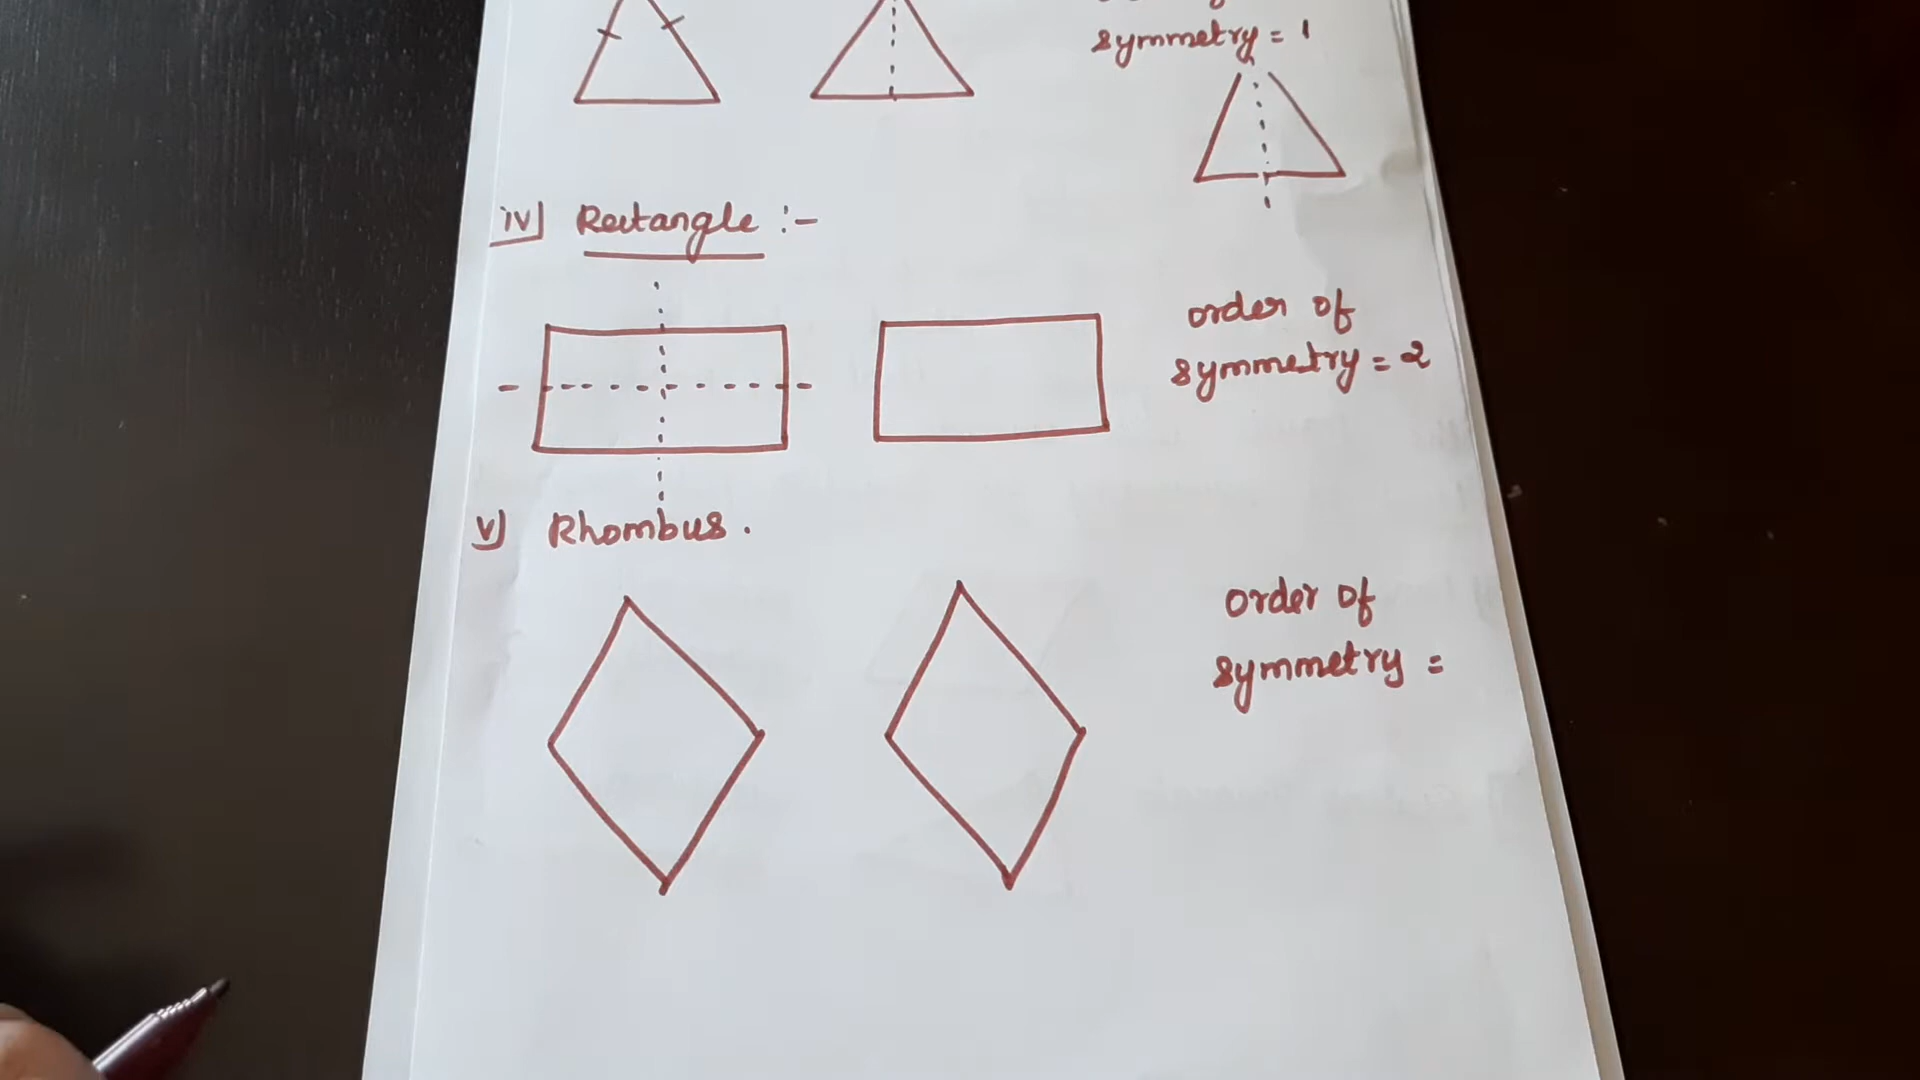 symmetry = 1
iv) Rectangle :-
order of
symmetry = 2
v) Rhombus.
order of
symmetry =